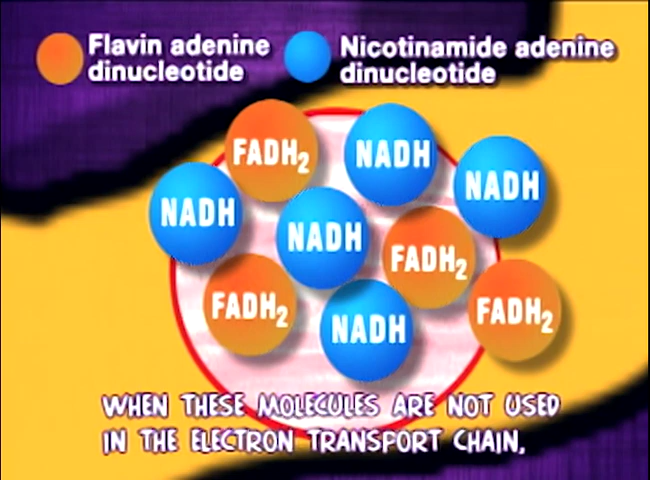 Flavin adenine
dinucleotide
Nicotinamide adenine
dinucleotide
FADH₂
NADH
NADH
NADH
NADH
FADH₂
FADH₂
FADH₂
NADH
WHEN THESE MOLECULES ARE NOT USED
IN THE ELECTRON TRANSPORT CHAIN,